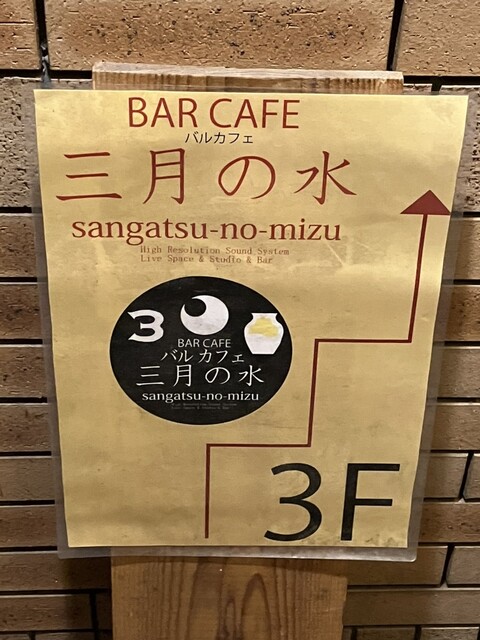 BAR CAFE
バルカフェ
三月の水
sangatsu-no-mizu
High Resolution Sound System
Live Space & Studio & Bar
3
BAR CAFE
バル カフェ
三月の水
sangatsu-no-mizu
3F